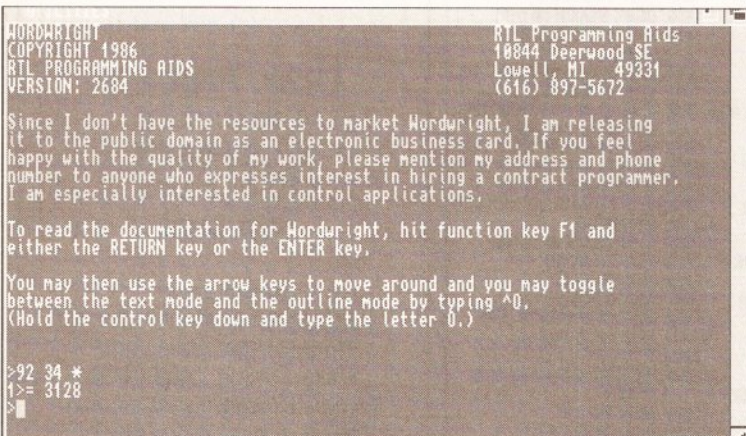 WORDWRIGHT
COPYRIGHT 1986
RTL PROGRAMMING AIDS
VERSION: 2684
RTL Programming Aids
10844 Deerwood SE
Lowell, MI 49331
(616) 897-5672
Since I don't have the resources to market Wordwright, I am releasing
it to the public domain as an electronic business card. If you feel
happy with the quality of my work, please mention my address and phone
number to anyone who expresses interest in hiring a contract programmer.
I am especially interested in control applications.
To read the documentation for Wordwright, hit function key F1 and
either the RETURN key or the ENTER key.
You may then use the arrow keys to move around and you may toggle
between the text mode and the outline mode by typing ^O.
(Hold the control key down and type the letter O.)
>92 34 *
1>= 3128
>